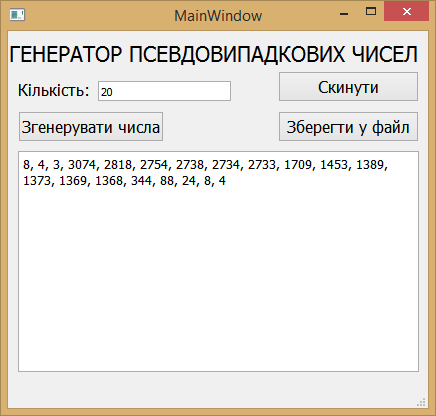 MainWindow
ГЕНЕРАТОР ПСЕВДОВИПАДКОВИХ ЧИСЕЛ
Кількість: 20
Скинути
Згенерувати числа
Зберегти у файл
8, 4, 3, 3074, 2818, 2754, 2738, 2734, 2733, 1709, 1453, 1389,
1373, 1369, 1368, 344, 88, 24, 8, 4